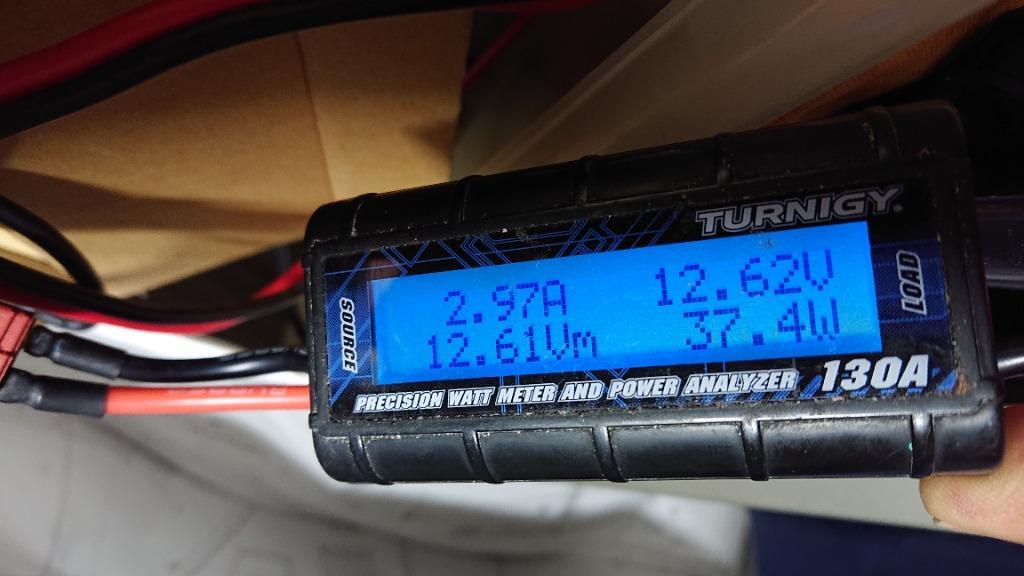 TURNIGY®
SOURCE
2.97A 12.62V
12.61Vm 37.4W
LOAD
PRECISION WATT METER AND POWER ANALYZER 130A